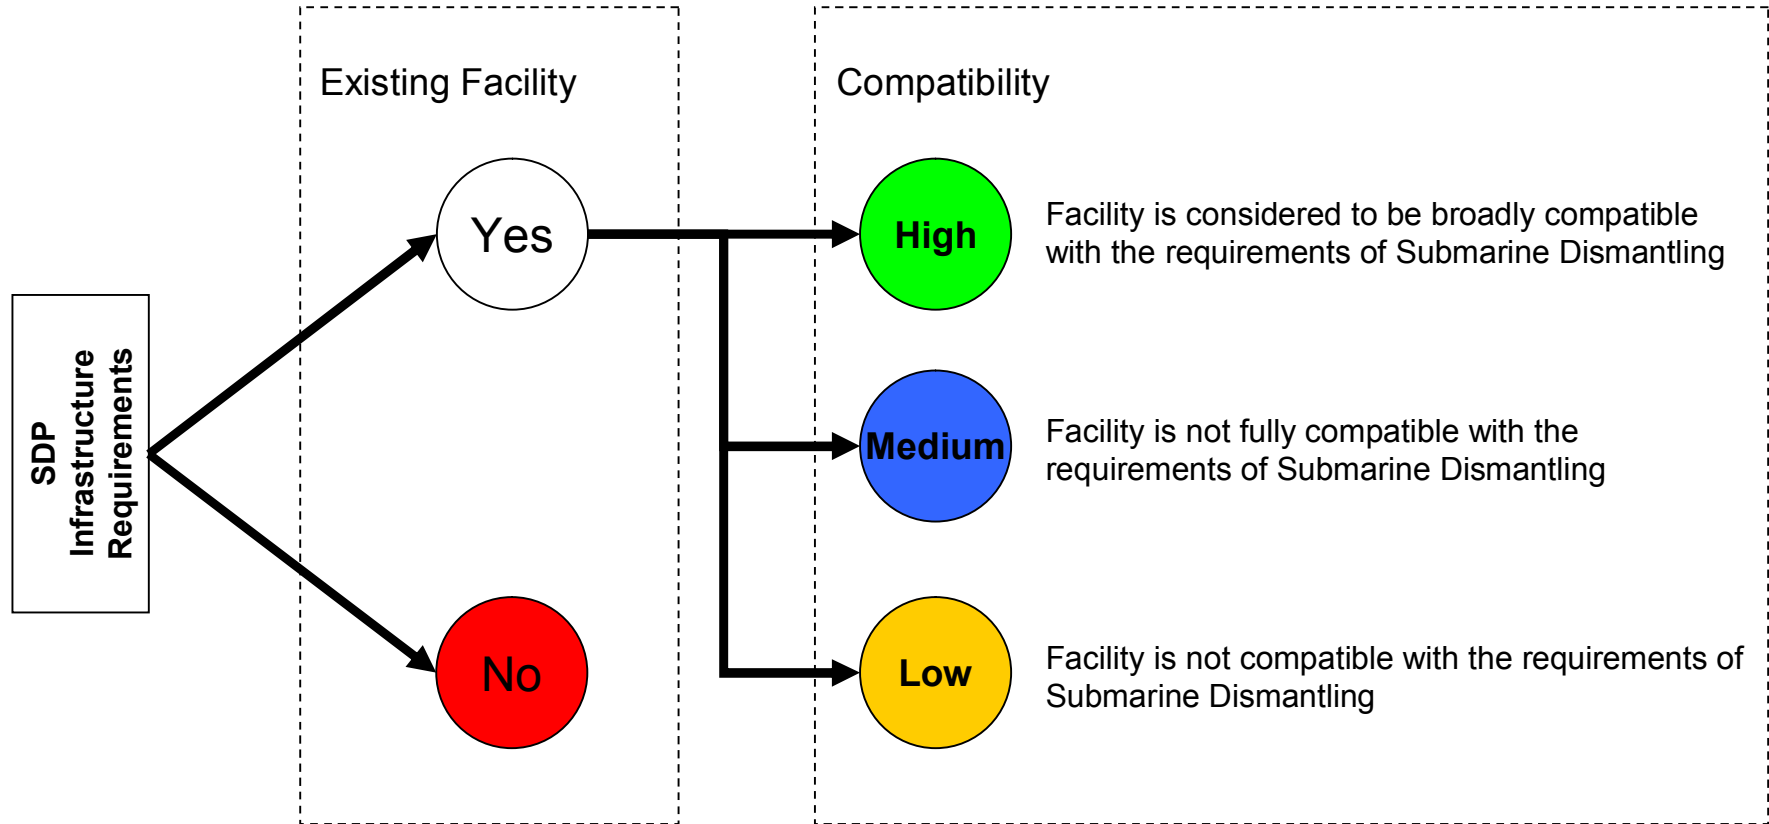 Existing Facility
Compatibility
SDP
Infrastructure
Requirements
Yes
No
High
Facility is considered to be broadly compatible
with the requirements of Submarine Dismantling
Medium
Facility is not fully compatible with the
requirements of Submarine Dismantling
Low
Facility is not compatible with the requirements of
Submarine Dismantling